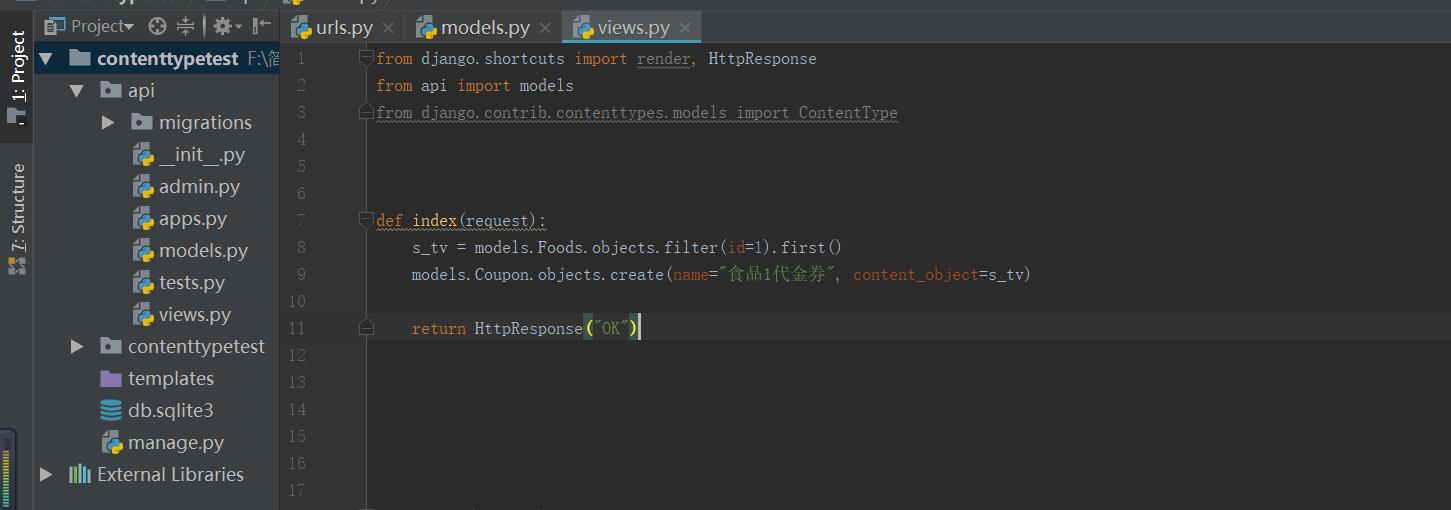 Project
urls.py
models.py
views.py
1: Project
7: Structure
contenttypetest F:\
api
migrations
__init__.py
admin.py
apps.py
models.py
tests.py
views.py
contenttypetest
templates
db.sqlite3
manage.py
External Libraries
1 from django.shortcuts import render, HttpResponse
2 from api import models
3 from django.contrib.contenttypes.models import ContentType
4
5
6
7 def index(request):
8 s_tv = models.Foods.objects.filter(id=1).first()
9 models.Coupon.objects.create(name="食品1代金券", content_object=s_tv)
10
11 return HttpResponse("OK")
12
13
14
15
16
17